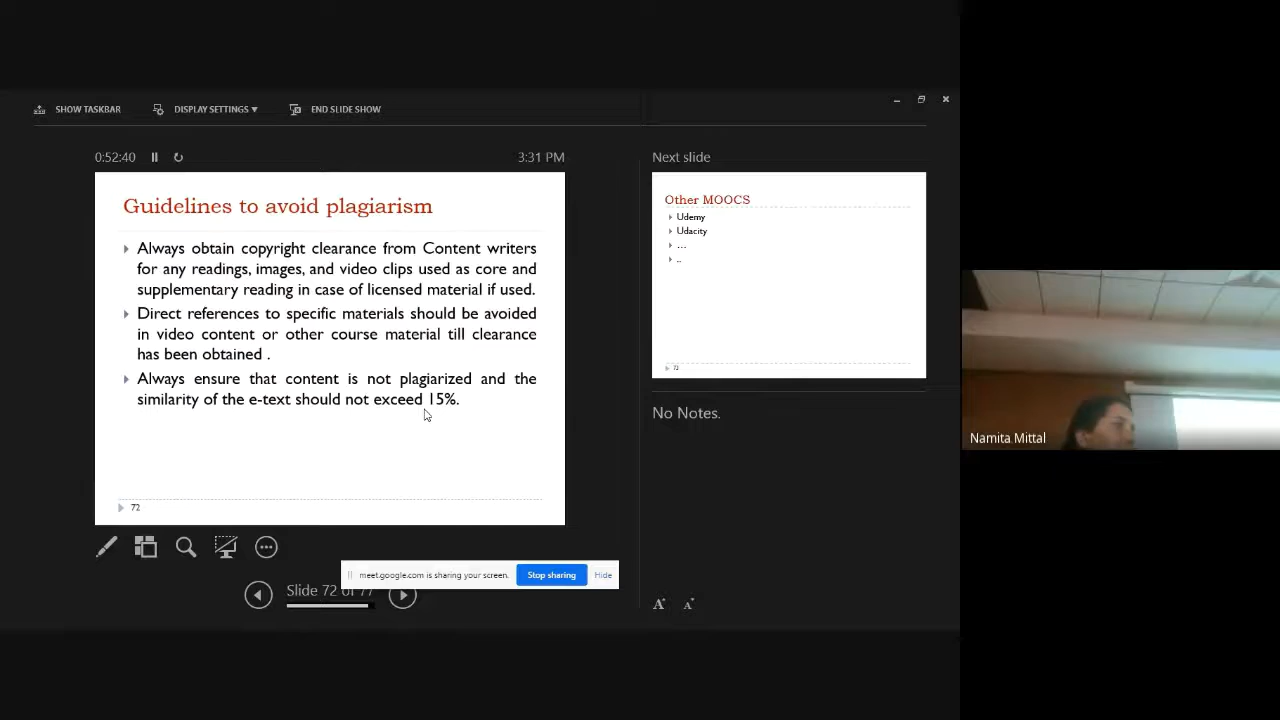 SHOW TASKBAR
DISPLAY SETTINGS ▾
END SLIDE SHOW
0:52:40
3:31 PM
Guidelines to avoid plagiarism
Always obtain copyright clearance from Content writers
for any readings, images, and video clips used as core and
supplementary reading in case of licensed material if used.
Direct references to specific materials should be avoided
in video content or other course material till clearance
has been obtained .
Always ensure that content is not plagiarized and the
similarity of the e-text should not exceed 15%.
72
meet.google.com is sharing your screen.
Stop sharing
Hide
Slide 72 of 77
Next slide
Other MOOCS
Udemy
Udacity
...
..
73
No Notes.
A
A
Namita Mittal